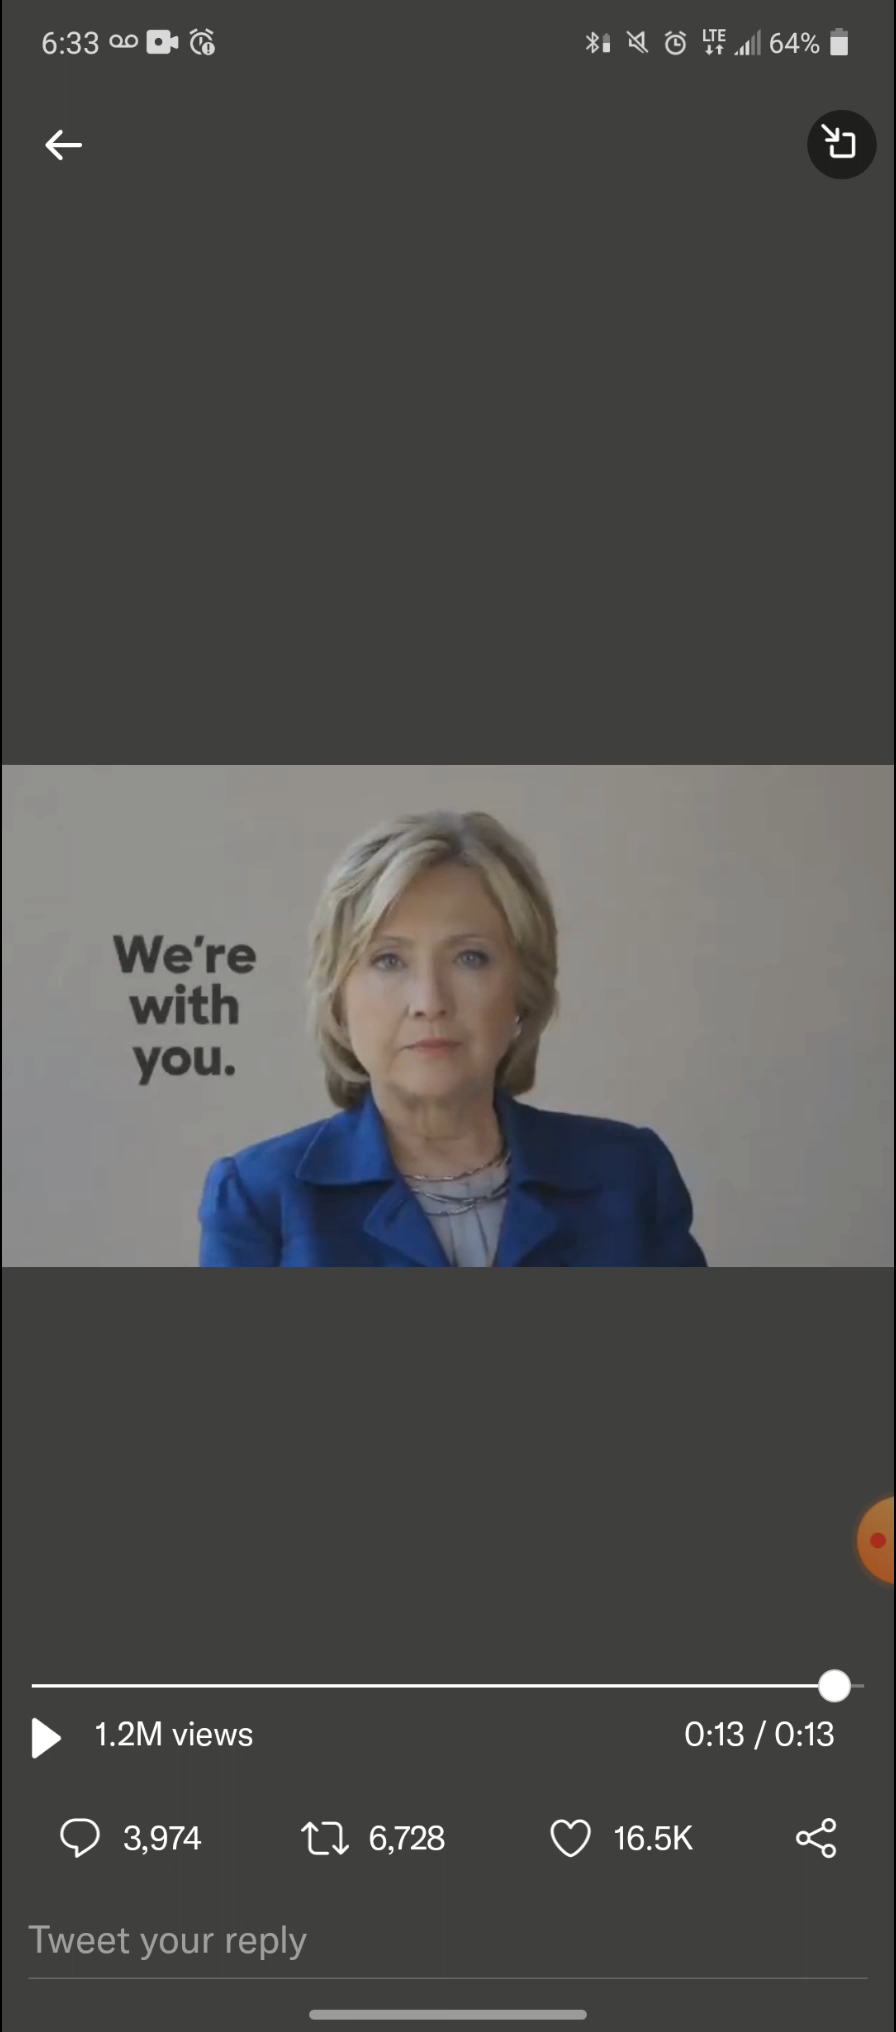 6:33
LTE
64%
We're
with
you.
1.2M views
0:13 / 0:13
3,974
6,728
16.5K
Tweet your reply